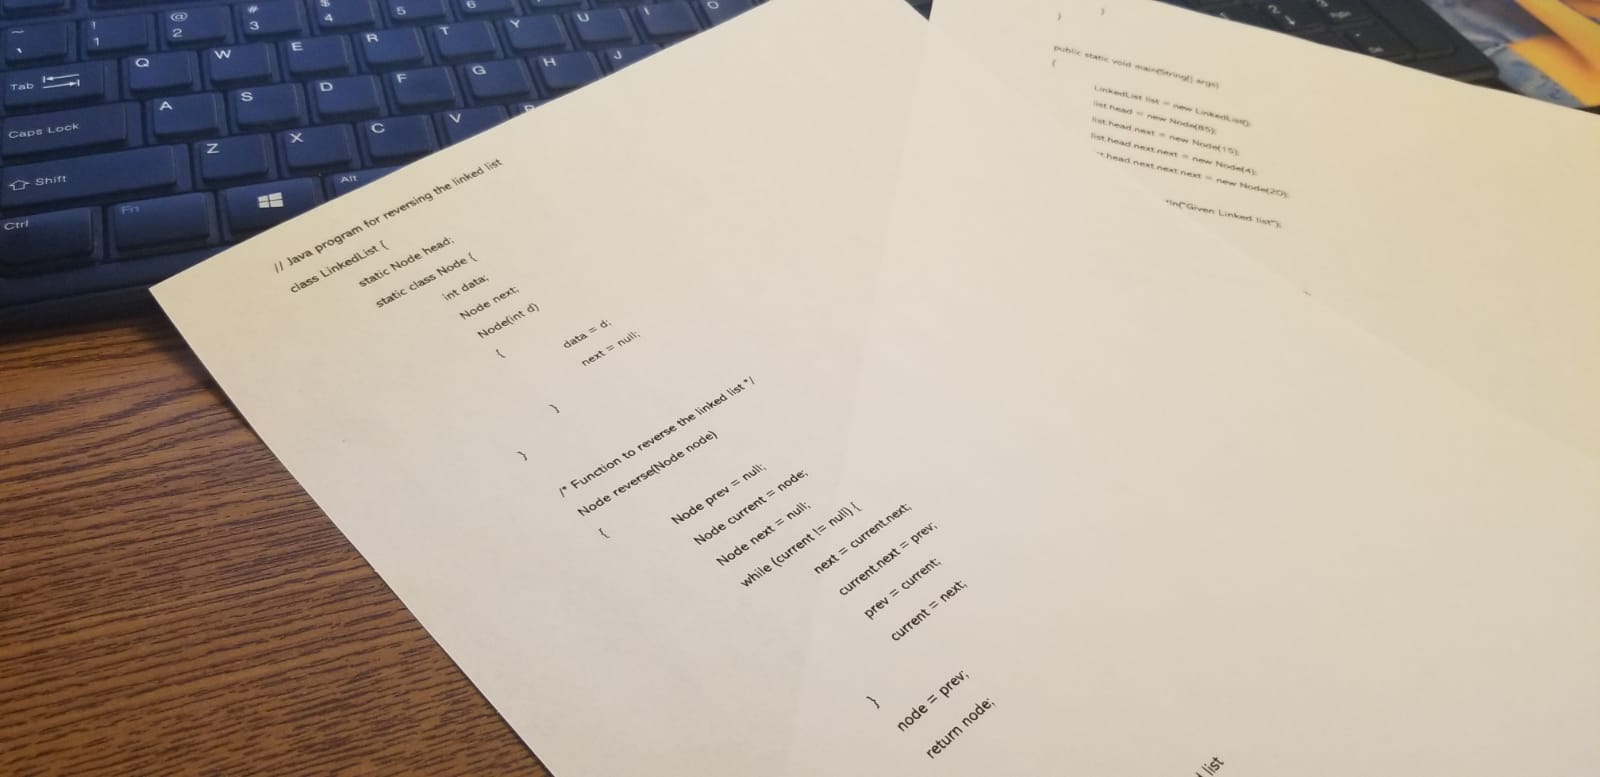 ~ ! @ # $
` 1 2 3 4 5 6
Tab Q W E R T Y U I O
Caps Lock A S D F G H J
Shift Z X C V
Ctrl Fn Alt
// Java program for reversing the linked list
class LinkedList {
static Node head;
static class Node {
int data;
Node next;
Node(int d)
{
data = d;
next = null;
}
}
/* Function to reverse the linked list */
Node reverse(Node node)
{
Node prev = null;
Node current = node;
Node next = null;
while (current != null) {
next = current.next;
current.next = prev;
prev = current;
current = next;
}
node = prev;
return node;
list
}
}
public static void main(String[] args)
{
LinkedList list = new LinkedList();
list.head = new Node(85);
list.head.next = new Node(15);
list.head.next.next = new Node(4);
head.next.next.next = new Node(20);
ln("Given Linked list");